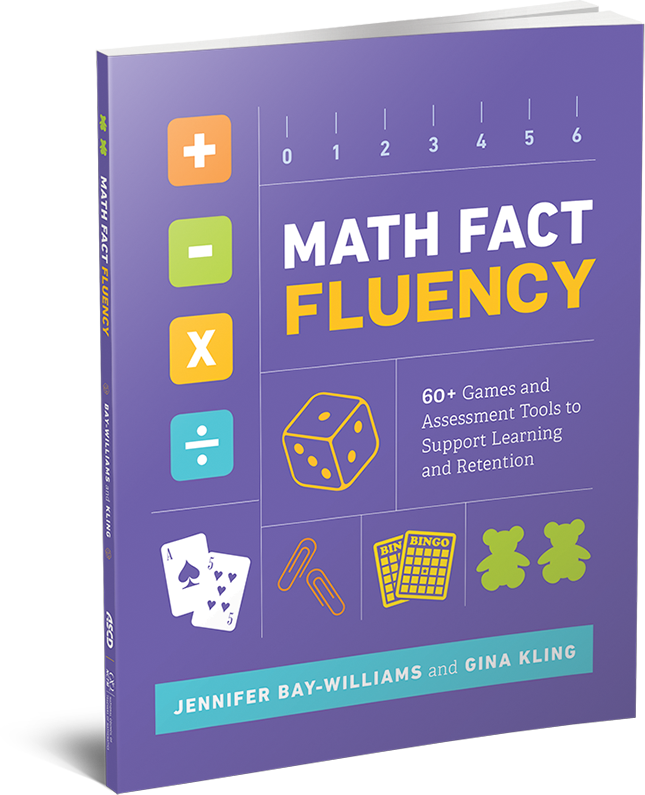 +
0 1 2 3 4 5 6
-
MATH FACT
FLUENCY
x
÷
60+ Games and
Assessment Tools to
Support Learning
and Retention
A
5
5
BINGO
BINGO
JENNIFER BAY-WILLIAMS and GINA KLING
MATH FACT FLUENCY
BAY-WILLIAMS and KLING
ASCD